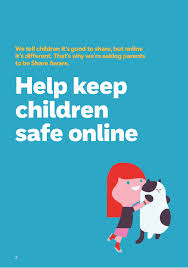 We tell children it's good to share, but online
it's different. That's why we're asking parents
to be Share Aware.
Help keep
children
safe online